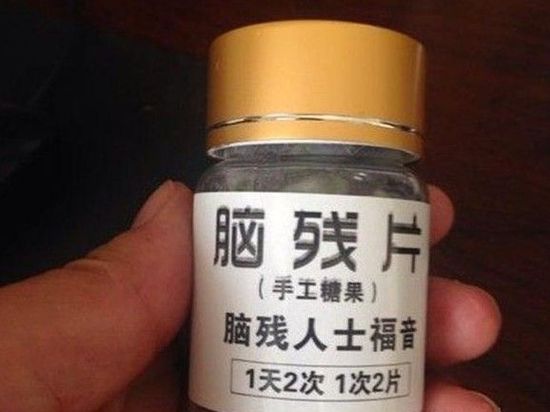 脑残片
（手工糖果）
脑残人士福音
1天2次 1次2片